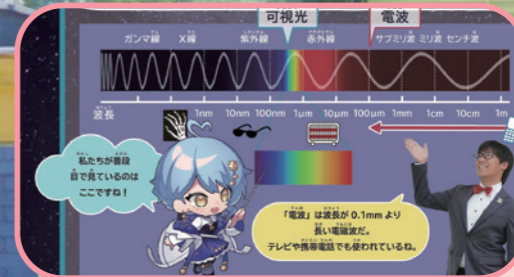 可視光
電波
ガンマ線 X線 紫外線 赤外線 サブミリ波 ミリ波 センチ波
波長
1nm 10nm 100nm 1μm 10μm 100μm 1mm 1cm 10cm 1m
私たちが普段
目で見ているのは
ここですね！
「電波」は波長が 0.1mm より
長い電磁波だ。
テレビや携帯電話でも使われているね。